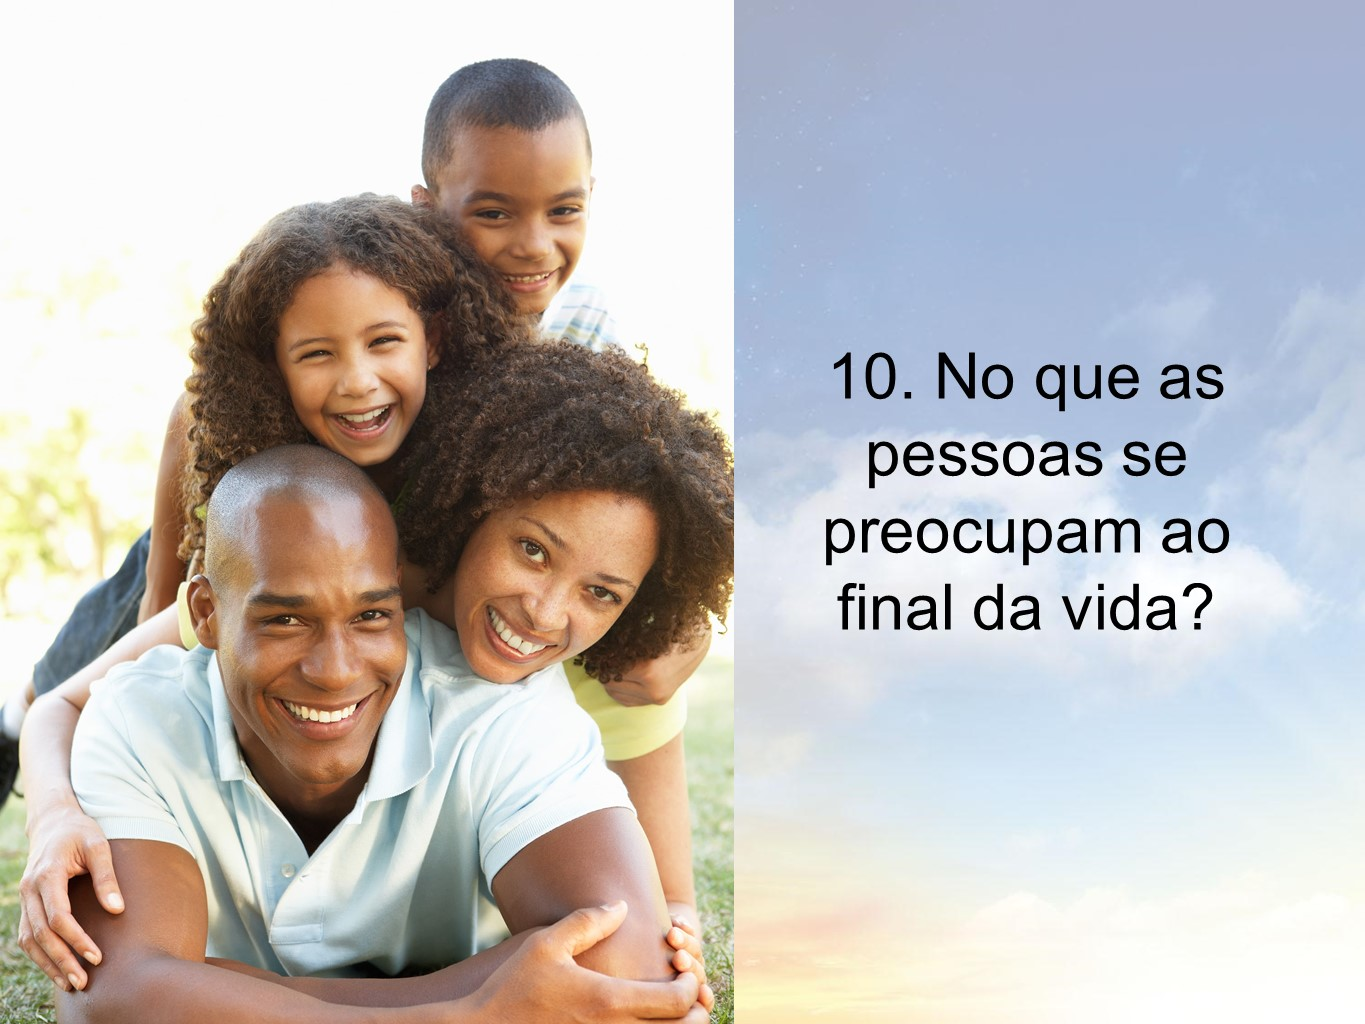 10. No que as
pessoas se
preocupam ao
final da vida?